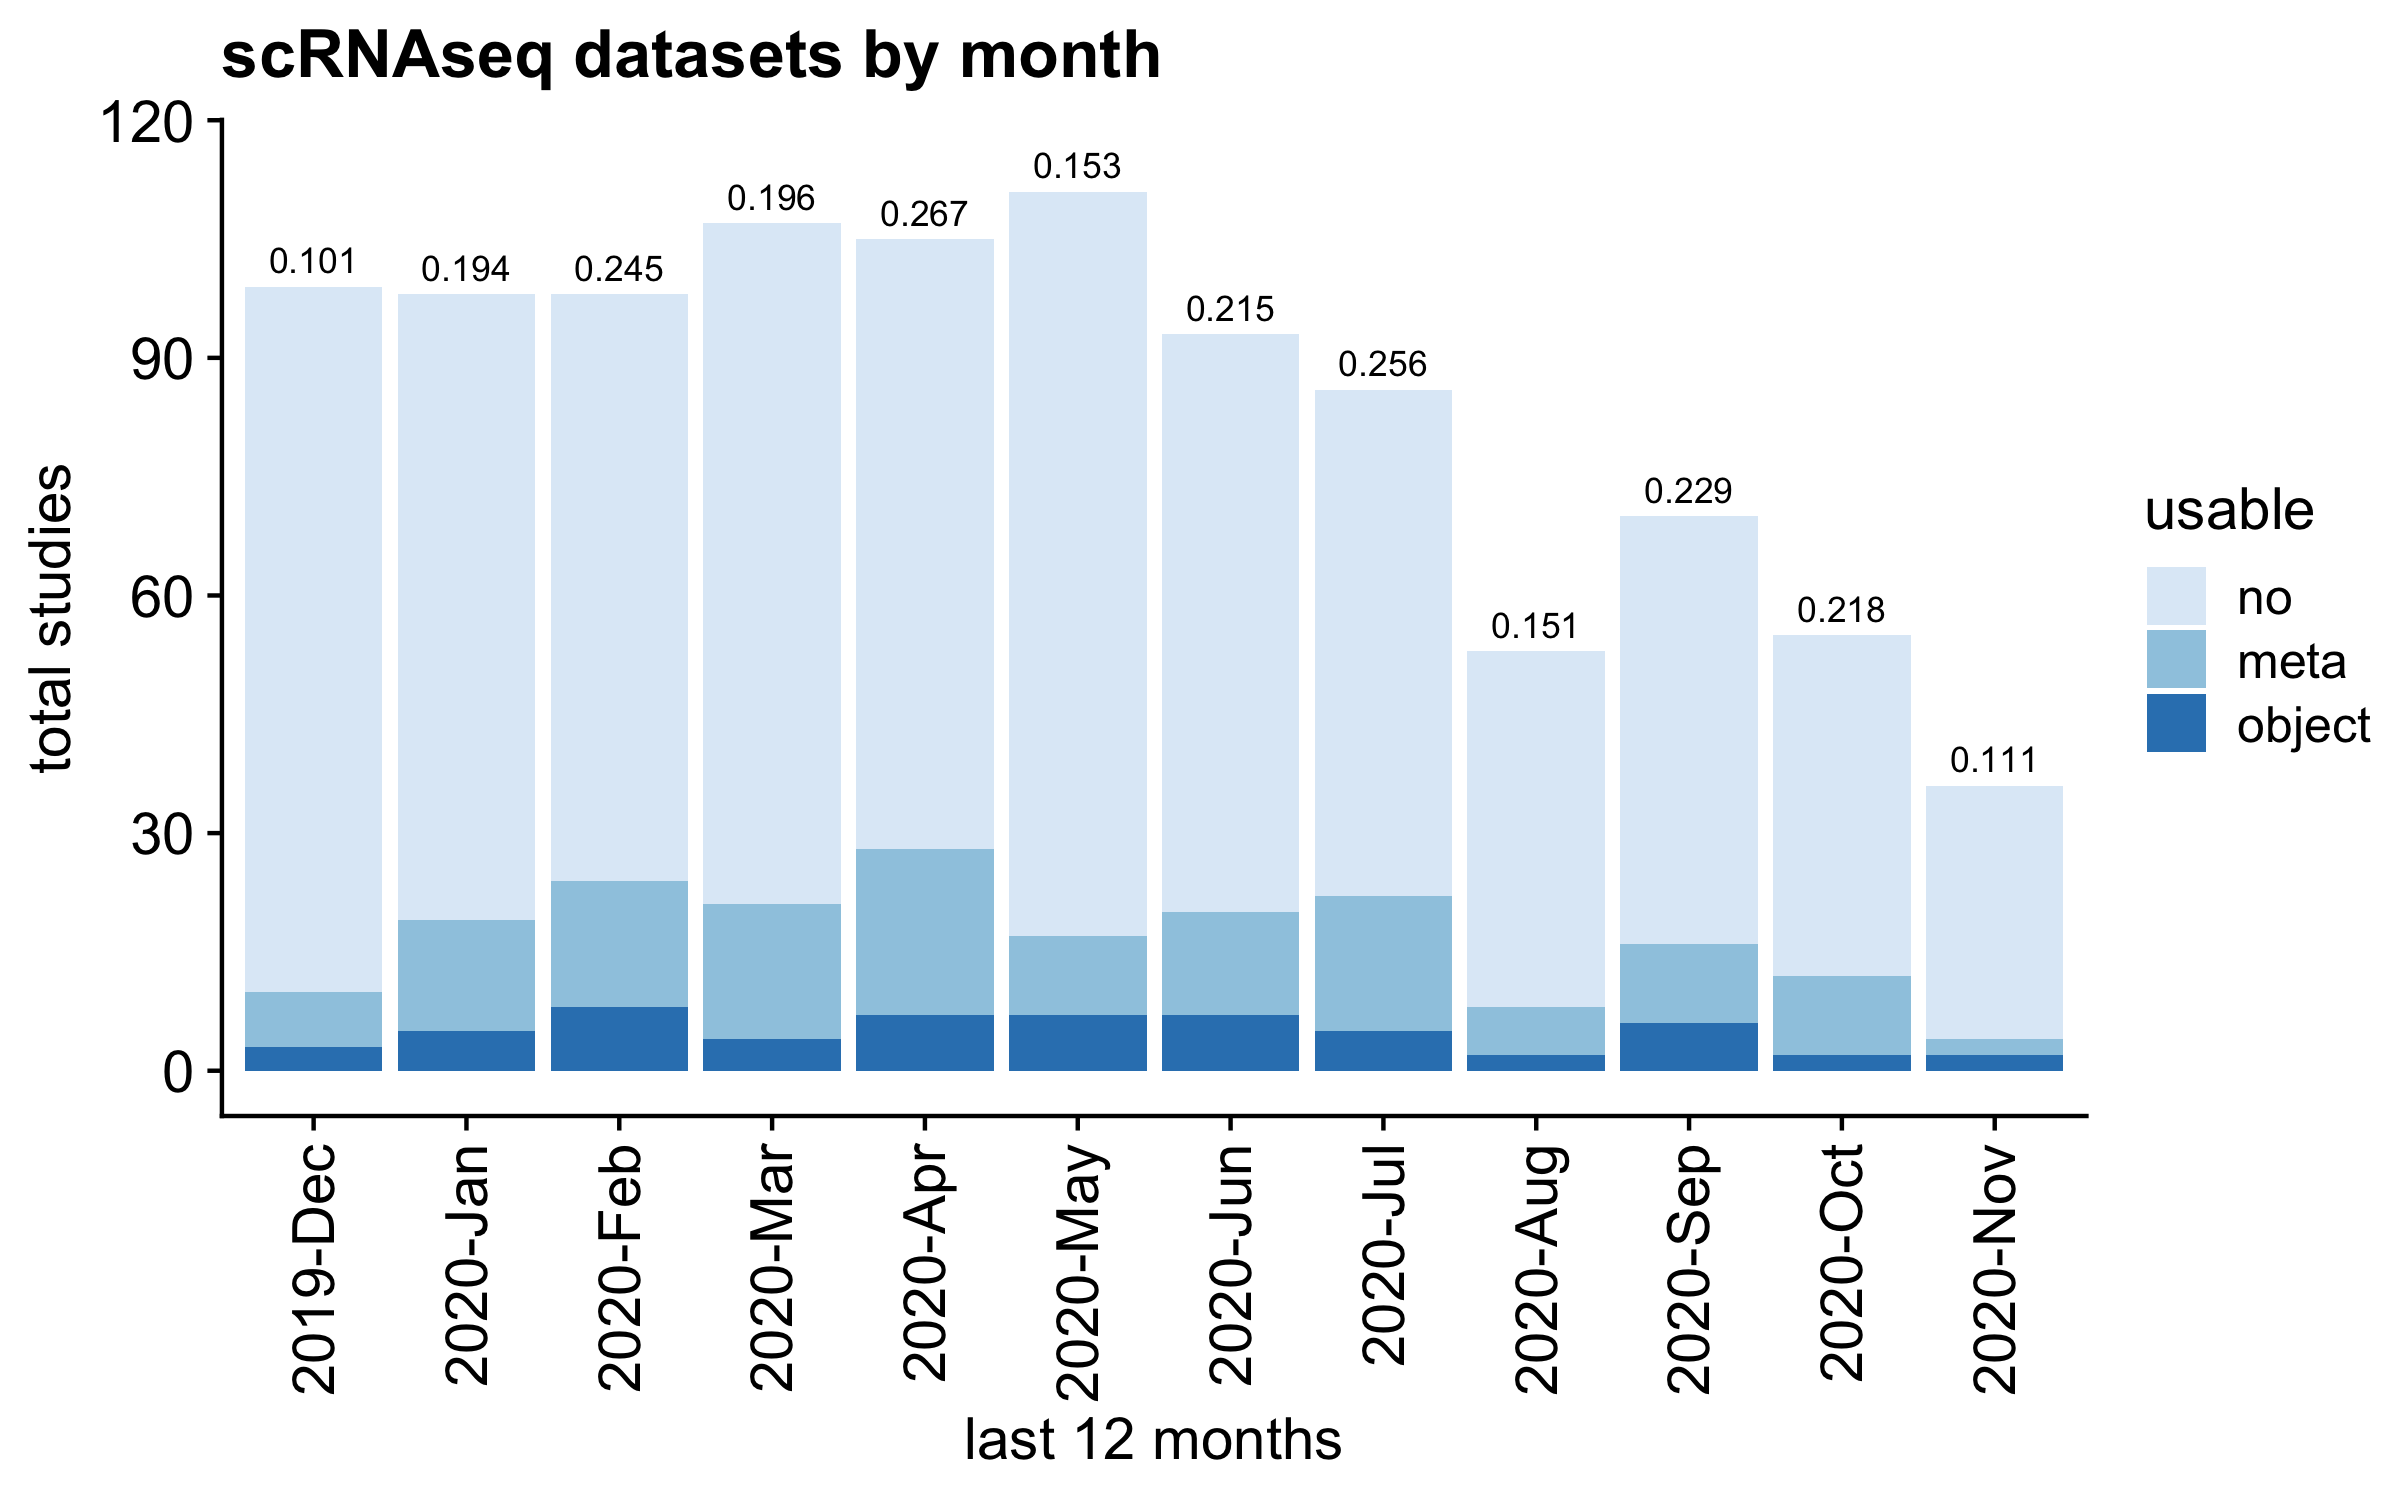 scRNAseq datasets by month
120
90
60
30
0
total studies
0.101
0.194
0.245
0.196
0.267
0.153
0.215
0.256
0.151
0.229
0.218
0.111
2019-Dec
2020-Jan
2020-Feb
2020-Mar
2020-Apr
2020-May
2020-Jun
2020-Jul
2020-Aug
2020-Sep
2020-Oct
2020-Nov
last 12 months
usable
no
meta
object